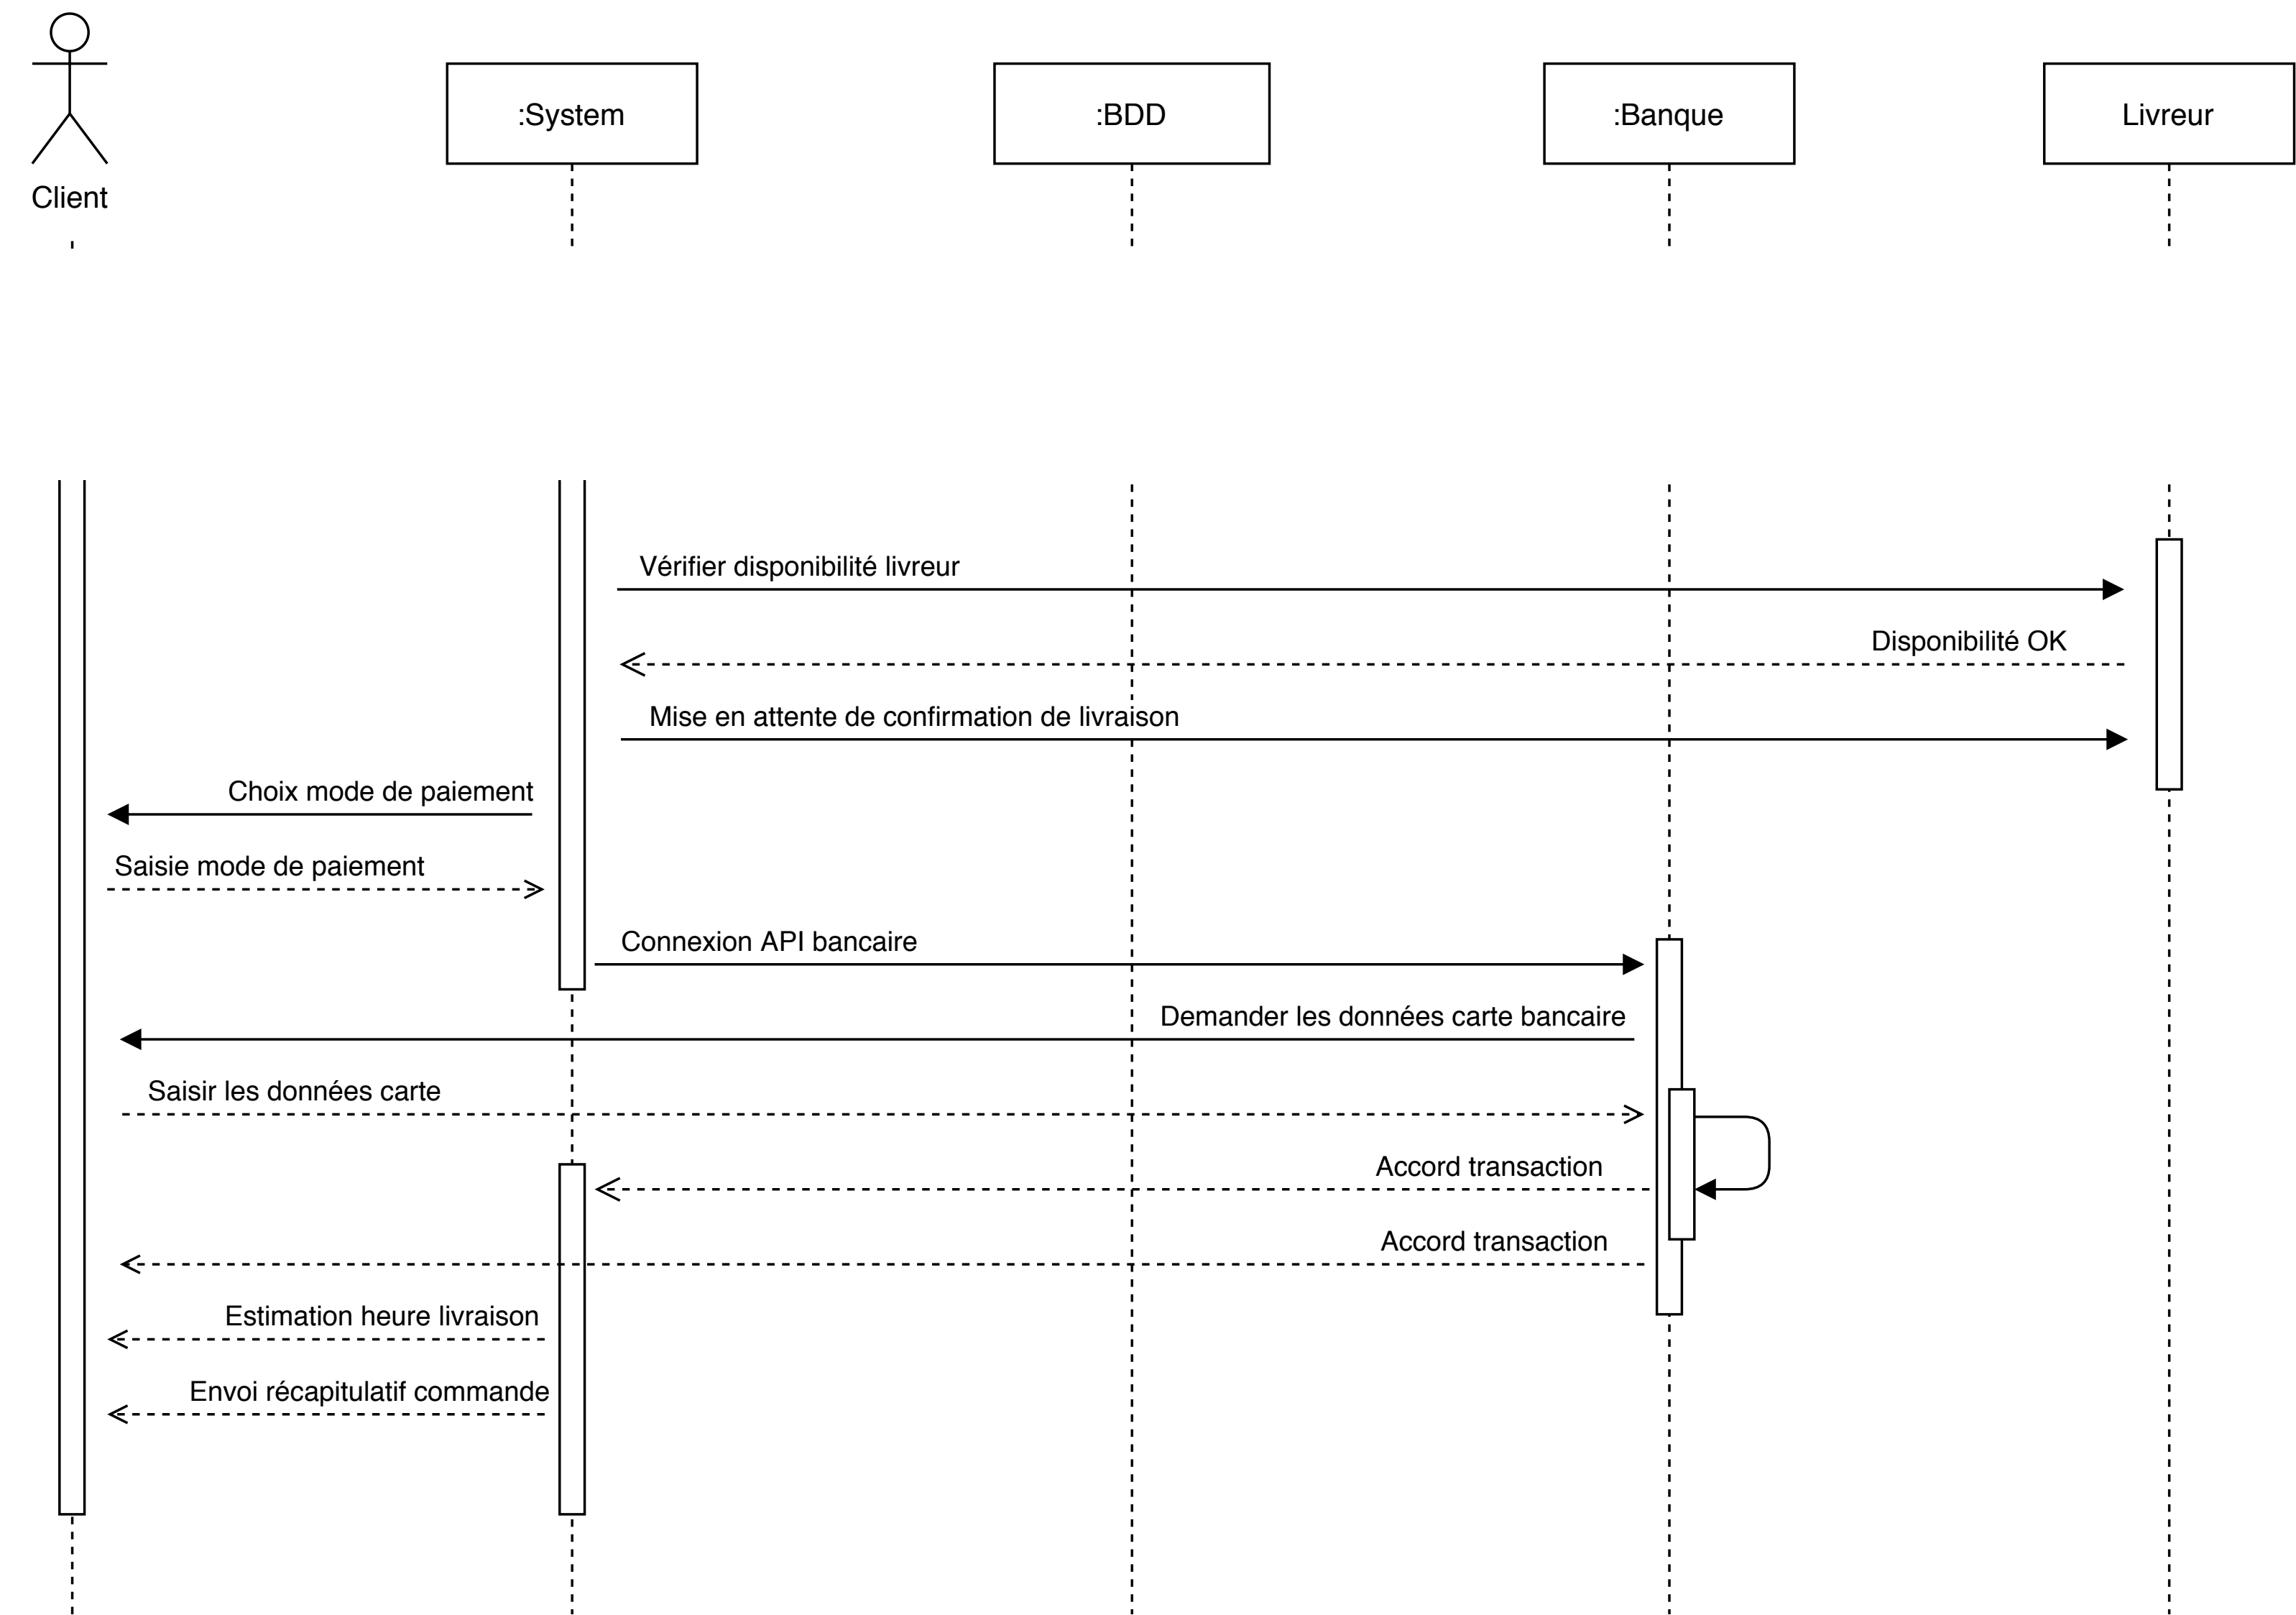 :System
:BDD
:Banque
Livreur
Client
Vérifier disponibilité livreur
Disponibilité OK
Mise en attente de confirmation de livraison
Choix mode de paiement
Saisie mode de paiement
Connexion API bancaire
Demander les données carte bancaire
Saisir les données carte
Accord transaction
Accord transaction
Estimation heure livraison
Envoi récapitulatif commande